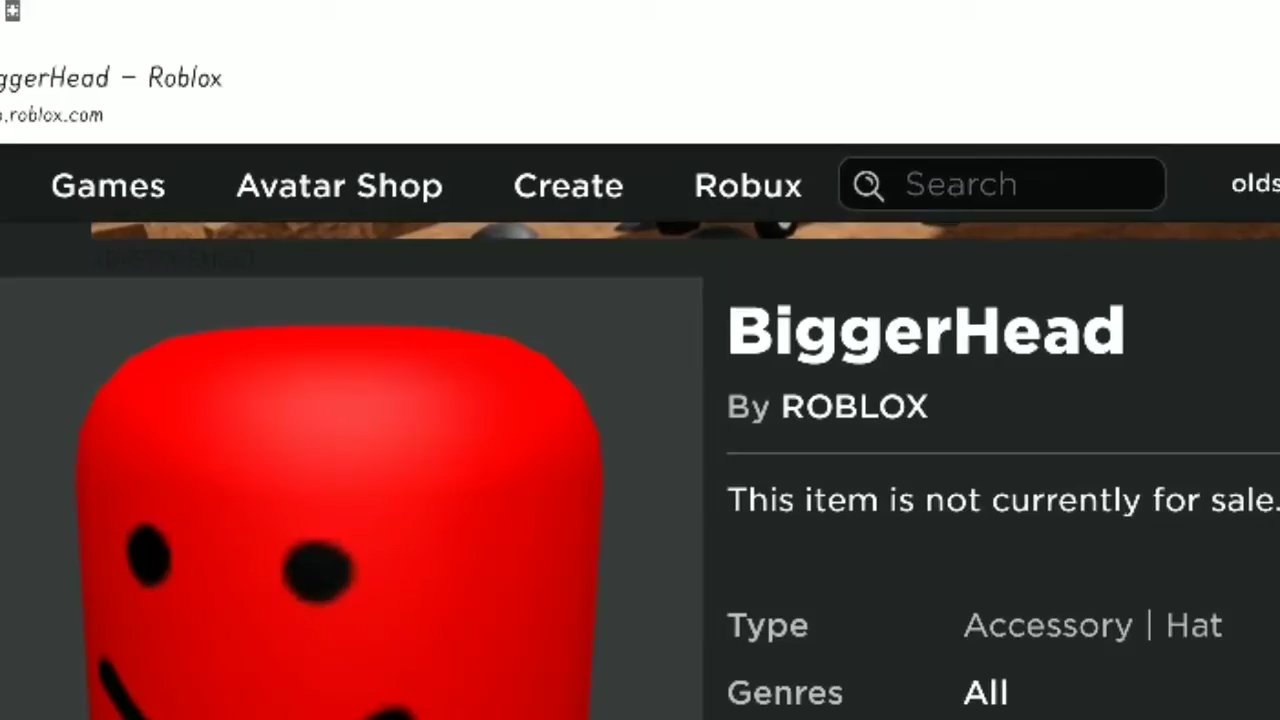 ggerHead – Roblox
.roblox.com
Games Avatar Shop Create Robux Search olds
ADVERTISEMENT
BiggerHead
By ROBLOX
This item is not currently for sale.
Type Accessory | Hat
Genres All